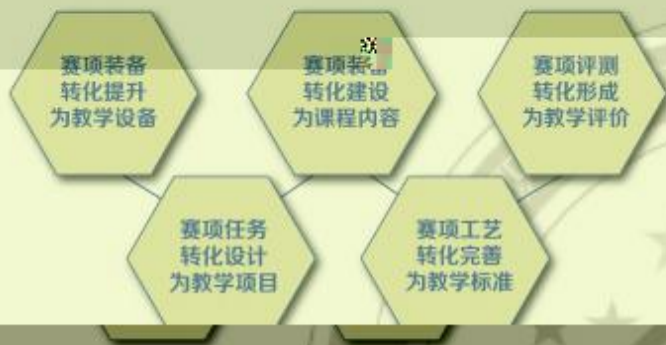 赛项装备
转化提升
为教学设备
赛项装
转化建设
为课程内容
赛项评测
转化形成
为教学评价
赛项任务
转化设计
为教学项目
赛项工艺
转化完善
为教学标准